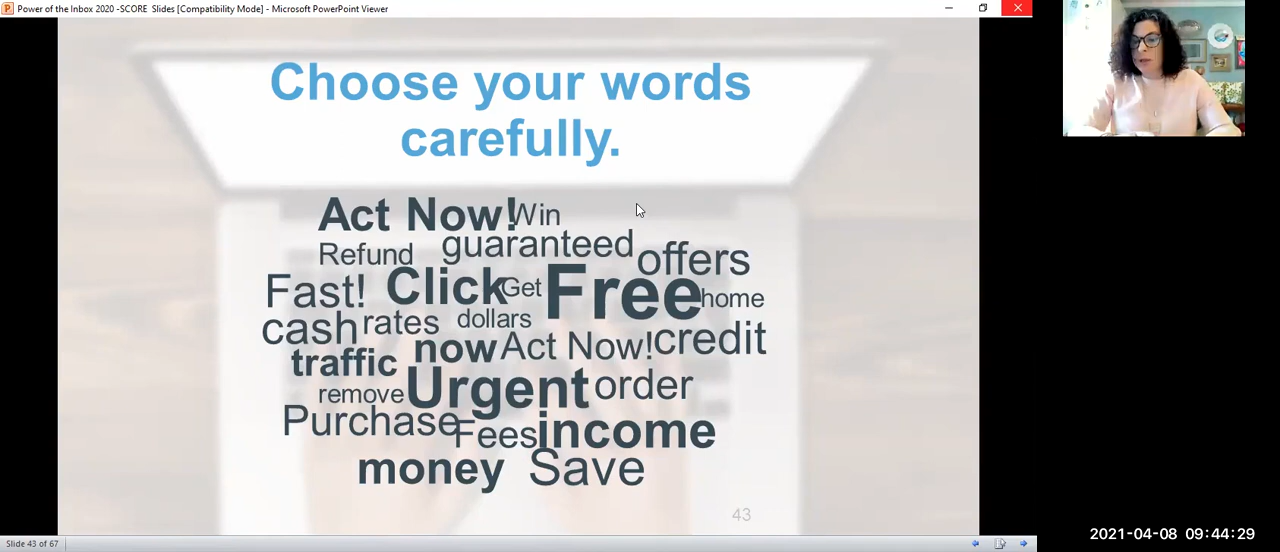 Power of the Inbox 2020 -SCORE Slides [Compatibility Mode] - Microsoft PowerPoint Viewer
Choose your words
carefully.
Act Now! Win
Refund guaranteed offers
Fast! Click Get Free home
cash rates dollars
traffic now Act Now! credit
remove Urgent order
Purchase Fees income
money Save
43
Slide 43 of 67
2021-04-08 09:44:29